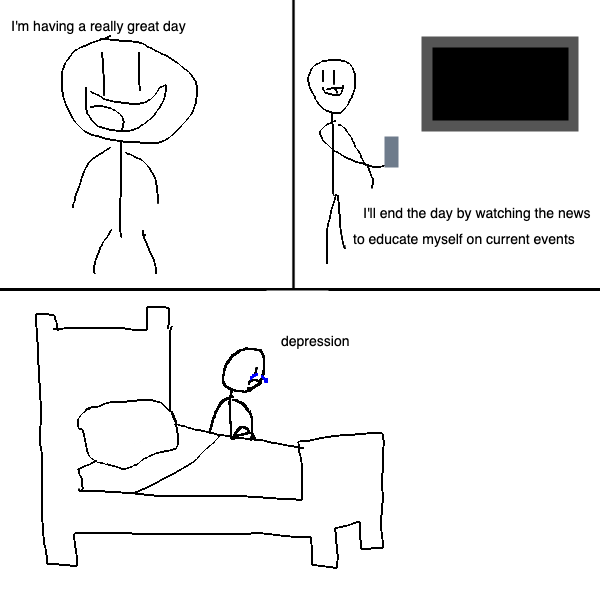 I'm having a really great day
I'll end the day by watching the news
to educate myself on current events
depression